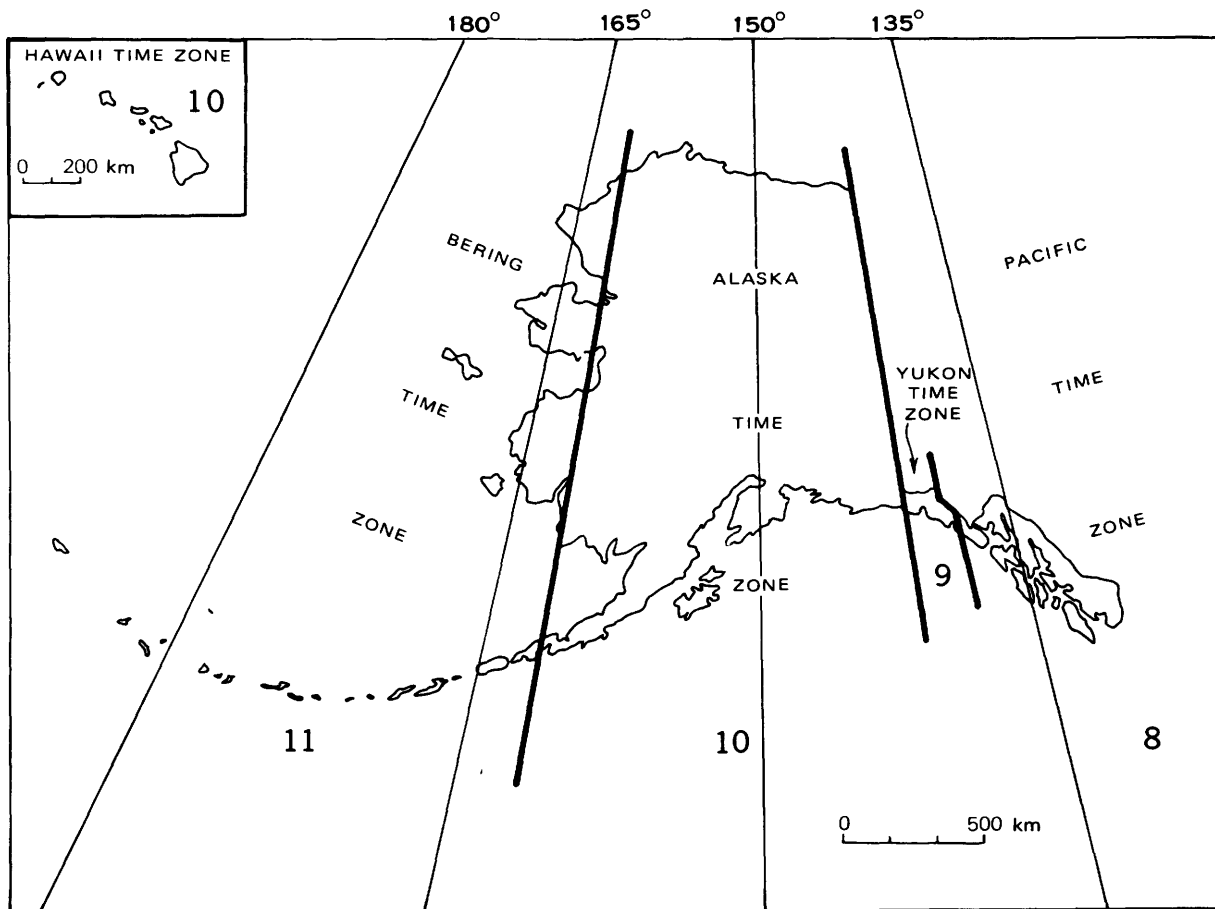 180° 165° 150° 135°
HAWAII TIME ZONE
10
0 200 km
BERING
TIME
ZONE
11
ALASKA
TIME
ZONE
10
YUKON
TIME
ZONE
9
PACIFIC
TIME
ZONE
8
0 500 km